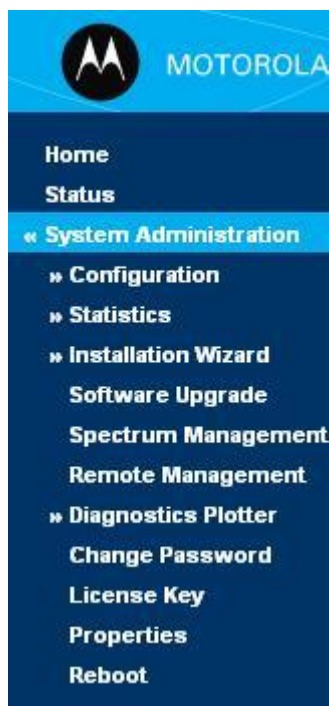 MOTOROLA
Home
Status
« System Administration
» Configuration
» Statistics
» Installation Wizard
Software Upgrade
Spectrum Management
Remote Management
» Diagnostics Plotter
Change Password
License Key
Properties
Reboot